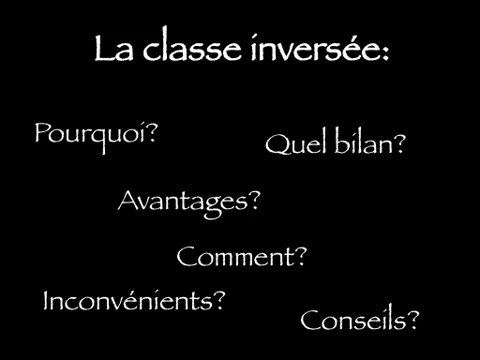 La classe inversée:
Pourquoi?
Quel bilan?
Avantages?
Comment?
Inconvénients?
Conseils?